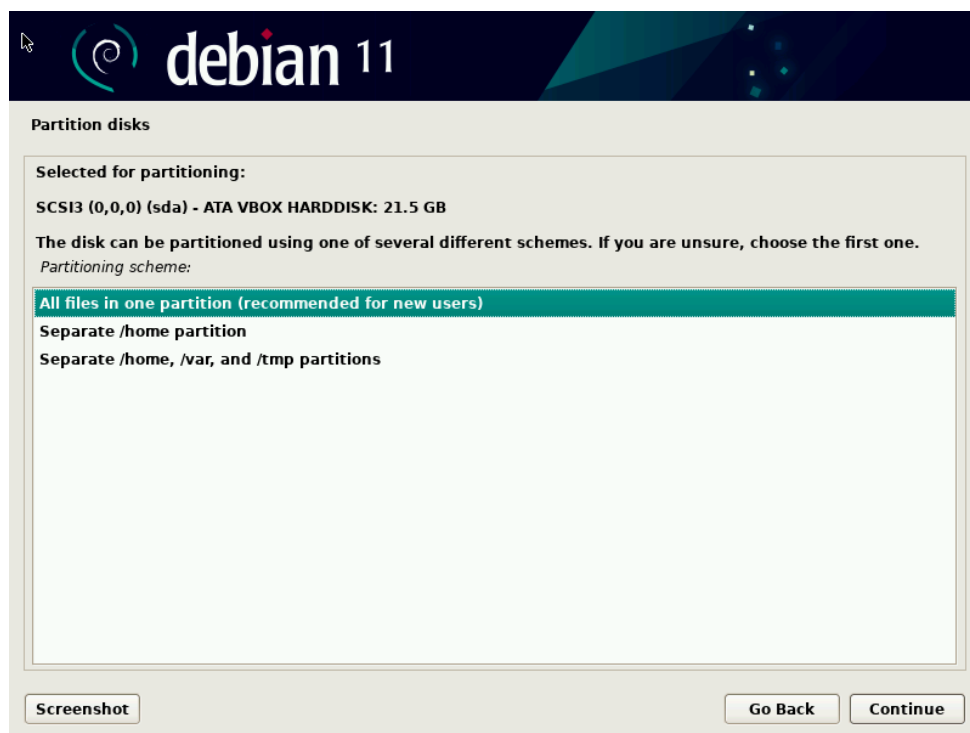 debian 11
Partition disks
Selected for partitioning:
SCSI3 (0,0,0) (sda) - ATA VBOX HARDDISK: 21.5 GB
The disk can be partitioned using one of several different schemes. If you are unsure, choose the first one.
Partitioning scheme:
All files in one partition (recommended for new users)
Separate /home partition
Separate /home, /var, and /tmp partitions
Screenshot
Go Back
Continue